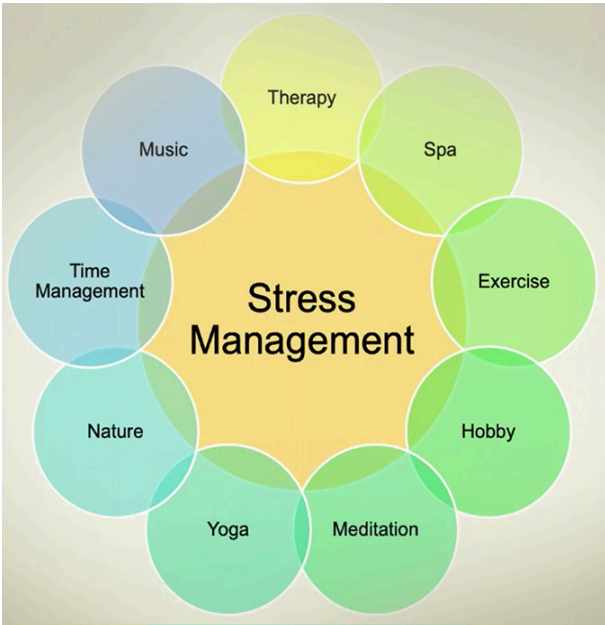 Therapy
Spa
Exercise
Hobby
Meditation
Yoga
Nature
Time
Management
Music
Stress
Management